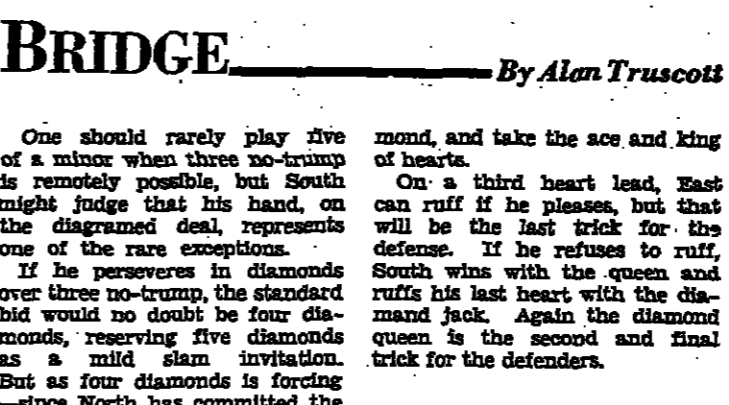 BRIDGE
By Alan Truscott
One should rarely play five
of a minor when three no-trump
is remotely possible, but South
might judge that his hand, on
the diagramed deal, represents
one of the rare exceptions.
If he perseveres in diamonds
over three no-trump, the standard
bid would no doubt be four dia-
monds, reserving five diamonds
as a mild slam invitation.
But as four diamonds is forcing
—since North has committed the
mond, and take the ace and king
of hearts.
On a third heart lead, East
can ruff if he pleases, but that
will be the last trick for the
defense. If he refuses to ruff,
South wins with the queen and
ruffs his last heart with the dia-
mand jack. Again the diamond
queen is the second and final
trick for the defenders.